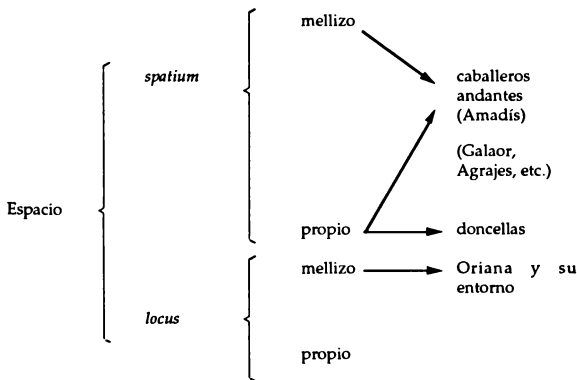 mellizo
spatium
caballeros
andantes
(Amadís)
(Galaor,
Agrajes, etc.)
Espacio
propio
doncellas
mellizo
Oriana y su
entorno
locus
propio